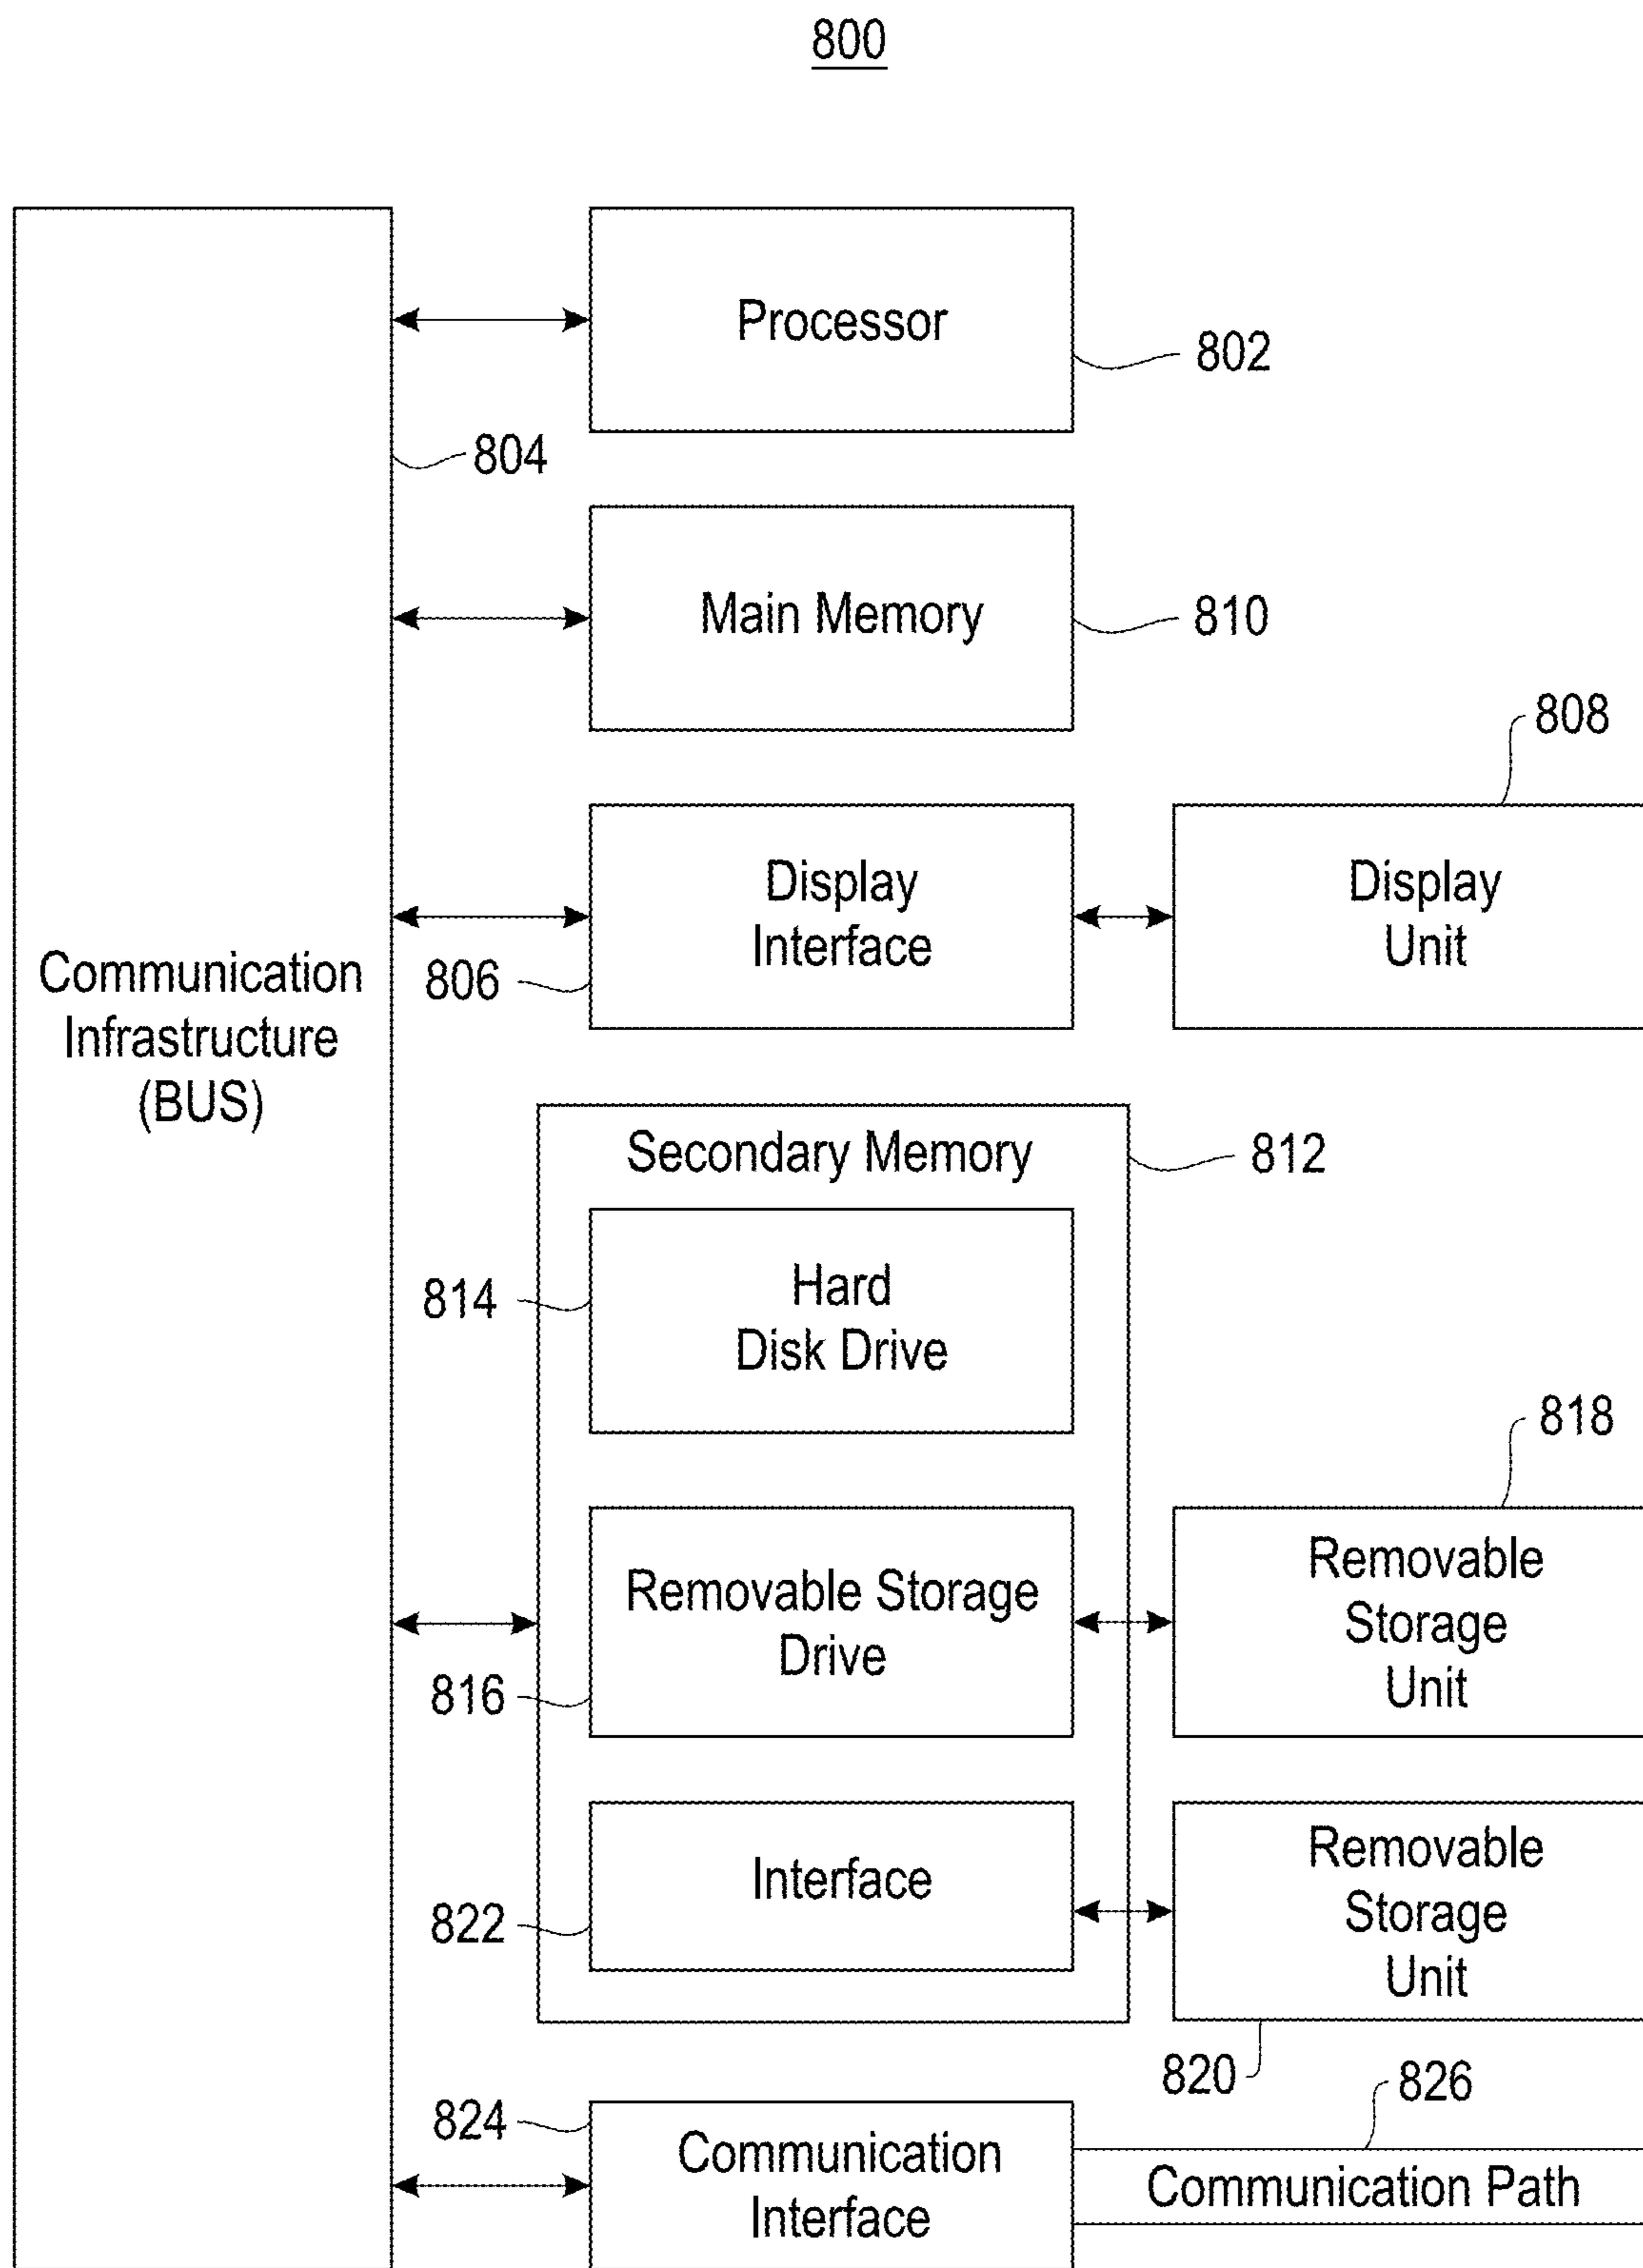 800
Processor
802
804
Main Memory
810
808
Display
Interface
Display
Unit
806
Communication
Infrastructure
(BUS)
Secondary Memory
812
814
Hard
Disk Drive
818
Removable Storage
Drive
Removable
Storage
Unit
816
Interface
Removable
Storage
Unit
822
820
826
824
Communication
Interface
Communication Path